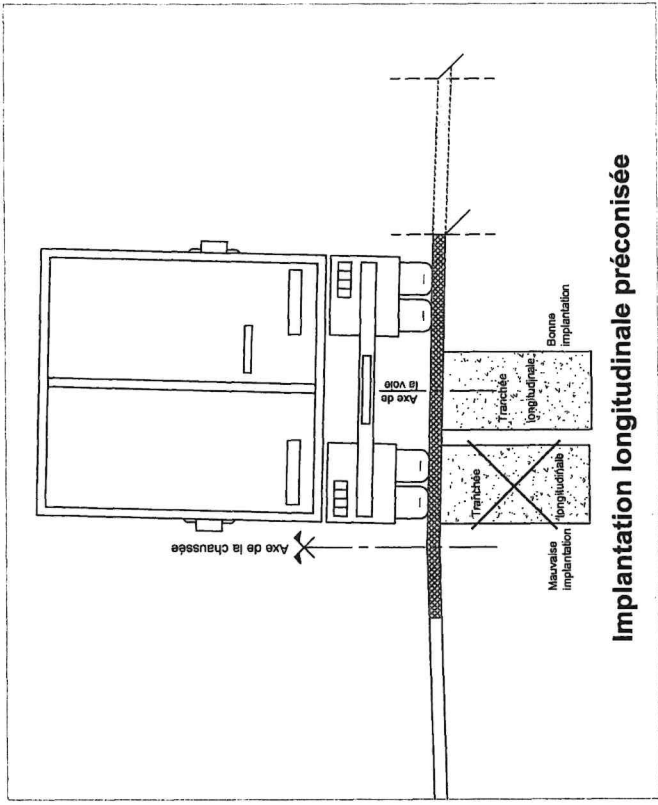 Axe de la chaussée
Axe de
la voie
Tranchée
longitudinale
Bonne
implantation
Tranchée
longitudinale
Mauvaise
implantation
Implantation longitudinale préconisée